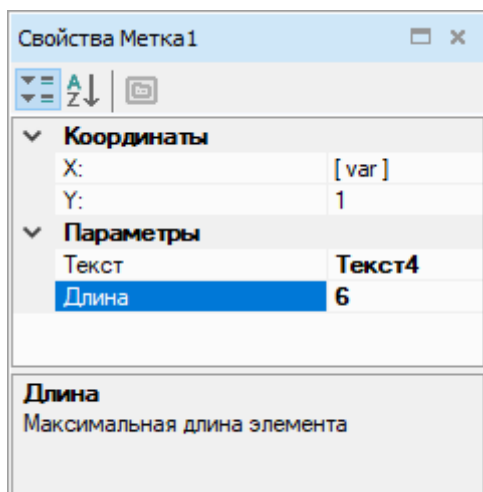 Свойства Метка1
Координаты
X: [ var ]
Y: 1
Параметры
Текст Текст4
Длина 6
Длина
Максимальная длина элемента